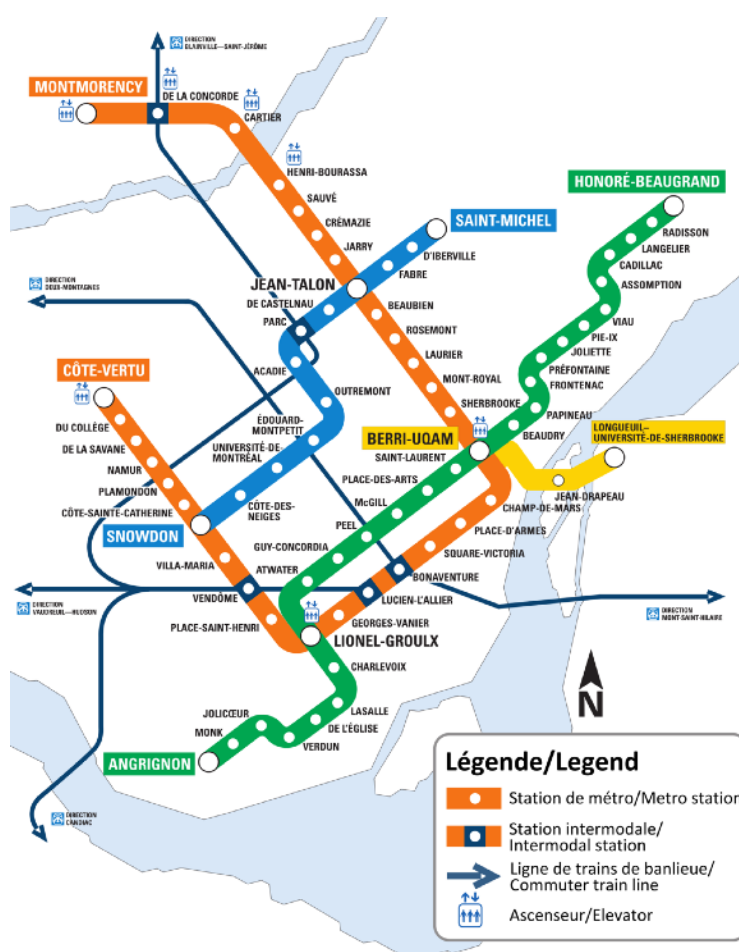 DIRECTION
BLAINVILLE—SAINT-JÉRÔME
MONTMORENCY
DE LA CONCORDE
CARTIER
HENRI-BOURASSA
SAUVÉ
CRÉMAZIE
JARRY
HONORÉ-BEAUGRAND
RADISSON
LANGELIER
CADILLAC
ASSOMPTION
VIAU
PIE-IX
JOLIETTE
PRÉFONTAINE
FRONTENAC
PAPINEAU
BEAUDRY
SAINT-MICHEL
D'IBERVILLE
FABRE
JEAN-TALON
DE CASTELNAU
PARC
ACADIE
OUTREMONT
ÉDOUARD-
MONTPETIT
UNIVERSITÉ-DE-
MONTRÉAL
CÔTE-DES-
NEIGES
SNOWDON
BEAUBIEN
ROSEMONT
LAURIER
MONT-ROYAL
SHERBROOKE
DIRECTION
DEUX-MONTAGNES
CÔTE-VERTU
DU COLLÈGE
DE LA SAVANE
NAMUR
PLAMONDON
CÔTE-SAINTE-CATHERINE
VILLA-MARIA
VENDÔME
PLACE-SAINT-HENRI
BERRI-UQAM
LONGUEUIL–
UNIVERSITÉ-DE-SHERBROOKE
JEAN-DRAPEAU
SAINT-LAURENT
PLACE-DES-ARTS
McGILL
PEEL
GUY-CONCORDIA
ATWATER
CHAMP-DE-MARS
PLACE-D'ARMES
SQUARE-VICTORIA
BONAVENTURE
LUCIEN-L'ALLIER
GEORGES-VANIER
LIONEL-GROULX
CHARLEVOIX
LASALLE
DE L'ÉGLISE
VERDUN
JOLICŒUR
MONK
ANGRIGNON
DIRECTION
VAUDREUIL—HUDSON
DIRECTION
MONT-SAINT-HILAIRE
DIRECTION
CANDIAC
N
Légende/Legend
Station de métro/Metro station
Station intermodale/
Intermodal station
Ligne de trains de banlieue/
Commuter train line
Ascenseur/Elevator